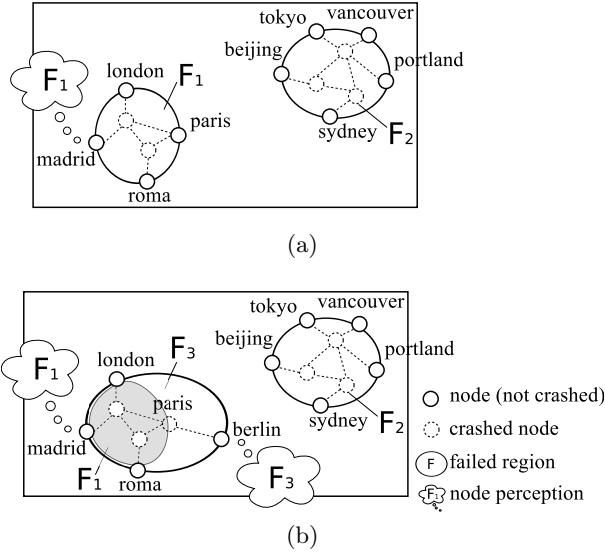 tokyo
vancouver
beijing
portland
london
F1
F1
paris
madrid
sydney
F2
roma
(a)
tokyo
vancouver
beijing
F3
portland
F1
london
paris
sydney
F2
node (not crashed)
madrid
berlin
crashed node
F1
roma
F3
F failed region
F1 node perception
(b)